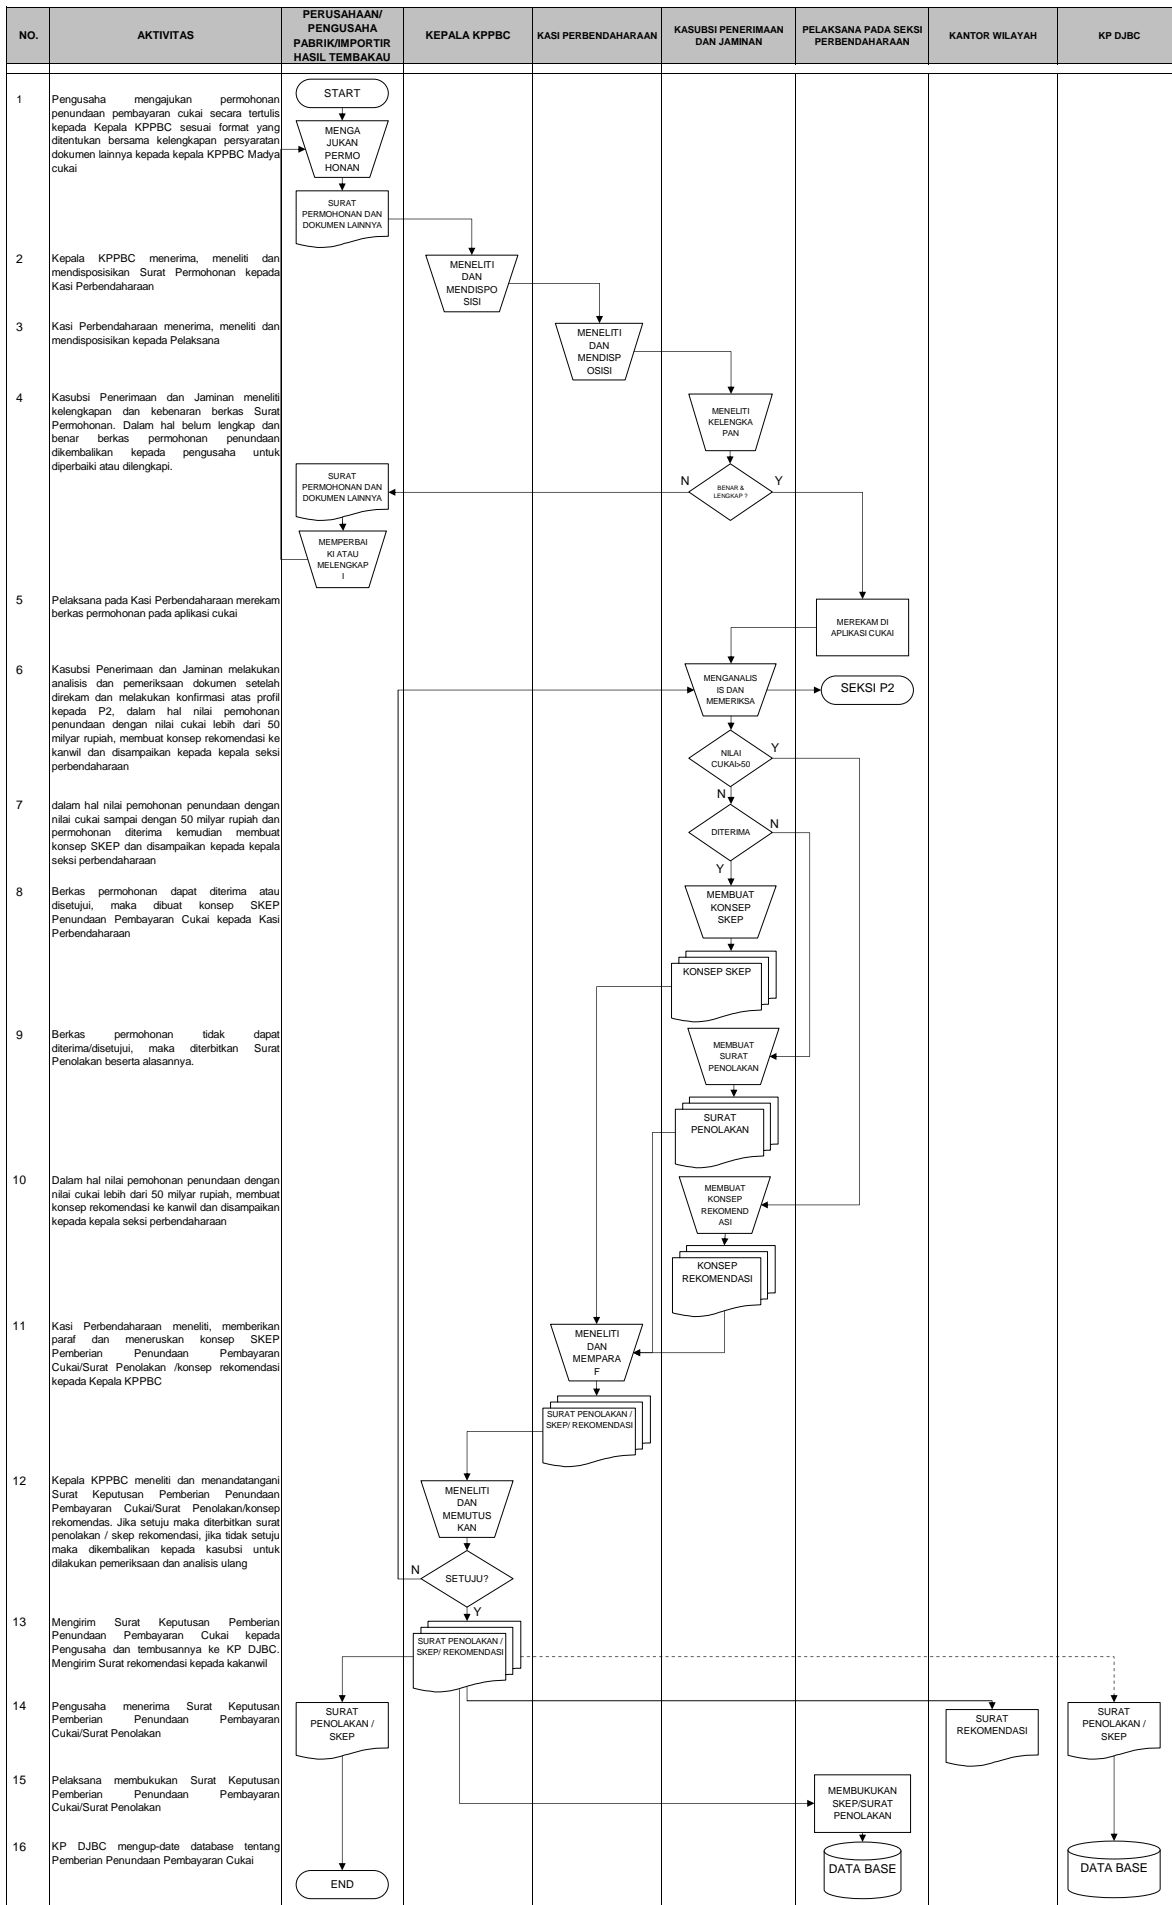 NO.
AKTIVITAS
PERUSAHAAN/
PENGUSAHA
PABRIK/IMPORTIR
HASIL TEMBAKAU
KEPALA KPPBC
KASI PERBENDAHARAAN
KASUBSI PENERIMAAN
DAN JAMINAN
PELAKSANA PADA SEKSI
PERBENDAHARAAN
KANTOR WILAYAH
KP DJBC
1
Pengusaha mengajukan permohonan
penundaan pembayaran cukai secara tertulis
kepada Kepala KPPBC sesuai format yang
ditentukan bersama kelengkapan persyaratan
dokumen lainnya kepada kepala KPPBC Madya
cukai
START
MENGA
JUKAN
PERMO
HONAN
SURAT
PERMOHONAN DAN
DOKUMEN LAINNYA
2
Kepala KPPBC menerima, meneliti dan
mendisposisikan Surat Permohonan kepada
Kasi Perbendaharaan
MENELITI
DAN
MENDISPO
SISI
3
Kasi Perbendaharaan menerima, meneliti dan
mendisposisikan kepada Pelaksana
MENELITI
DAN
MENDISP
OSISI
4
Kasubsi Penerimaan dan Jaminan meneliti
kelengkapan dan kebenaran berkas Surat
Permohonan. Dalam hal belum lengkap dan
benar berkas permohonan penundaan
dikembalikan kepada pengusaha untuk
diperbaiki atau dilengkapi.
MENELITI
KELENGKA
PAN
BENAR &
LENGKAP ?
N
Y
SURAT
PERMOHONAN DAN
DOKUMEN LAINNYA
MEMPERBAI
KI ATAU
MELENGKAP
I
5
Pelaksana pada Kasi Perbendaharaan merekam
berkas permohonan pada aplikasi cukai
MEREKAM DI
APLIKASI CUKAI
6
Kasubsi Penerimaan dan Jaminan melakukan
analisis dan pemeriksaan dokumen setelah
direkam dan melakukan konfirmasi atas profil
kepada P2, dalam hal nilai pemohonan
penundaan dengan nilai cukai lebih dari 50
milyar rupiah, membuat konsep rekomendasi ke
kanwil dan disampaikan kepada kepala seksi
perbendaharaan
MENGANALIS
IS DAN
MEMERIKSA
SEKSI P2
NILAI
CUKAI>50
Y
N
7
dalam hal nilai pemohonan penundaan dengan
nilai cukai sampai dengan 50 milyar rupiah dan
permohonan diterima kemudian membuat
konsep SKEP dan disampaikan kepada kepala
seksi perbendaharaan
DITERIMA
N
Y
8
Berkas permohonan dapat diterima atau
disetujui, maka dibuat konsep SKEP
Penundaan Pembayaran Cukai kepada Kasi
Perbendaharaan
MEMBUAT
KONSEP
SKEP
KONSEP SKEP
9
Berkas permohonan tidak dapat
diterima/disetujui, maka diterbitkan Surat
Penolakan beserta alasannya.
MEMBUAT
SURAT
PENOLAKAN
SURAT
PENOLAKAN
10
Dalam hal nilai pemohonan penundaan dengan
nilai cukai lebih dari 50 milyar rupiah, membuat
konsep rekomendasi ke kanwil dan disampaikan
kepada kepala seksi perbendaharaan
MEMBUAT
KONSEP
REKOMEND
ASI
KONSEP
REKOMENDASI
11
Kasi Perbendaharaan meneliti, memberikan
paraf dan meneruskan konsep SKEP
Pemberian Penundaan Pembayaran
Cukai/Surat Penolakan /konsep rekomendasi
kepada Kepala KPPBC
MENELITI
DAN
MEMPARA
F
SURAT PENOLAKAN /
SKEP/ REKOMENDASI
12
Kepala KPPBC meneliti dan menandatangani
Surat Keputusan Pemberian Penundaan
Pembayaran Cukai/Surat Penolakan/konsep
rekomendas. Jika setuju maka diterbitkan surat
penolakan / skep rekomendasi, jika tidak setuju
maka dikembalikan kepada kasubsi untuk
dilakukan pemeriksaan dan analisis ulang
MENELITI
DAN
MEMUTUS
KAN
SETUJU?
N
Y
13
Mengirim Surat Keputusan Pemberian
Penundaan Pembayaran Cukai kepada
Pengusaha dan tembusannya ke KP DJBC.
Mengirim Surat rekomendasi kepada kakanwil
SURAT PENOLAKAN /
SKEP/ REKOMENDASI
14
Pengusaha menerima Surat Keputusan
Pemberian Penundaan Pembayaran
Cukai/Surat Penolakan
SURAT
PENOLAKAN /
SKEP
SURAT
REKOMENDASI
SURAT
PENOLAKAN /
SKEP
15
Pelaksana membukukan Surat Keputusan
Pemberian Penundaan Pembayaran
Cukai/Surat Penolakan
MEMBUKUKAN
SKEP/SURAT
PENOLAKAN
16
KP DJBC mengup-date database tentang
Pemberian Penundaan Pembayaran Cukai
END
DATA BASE
DATA BASE